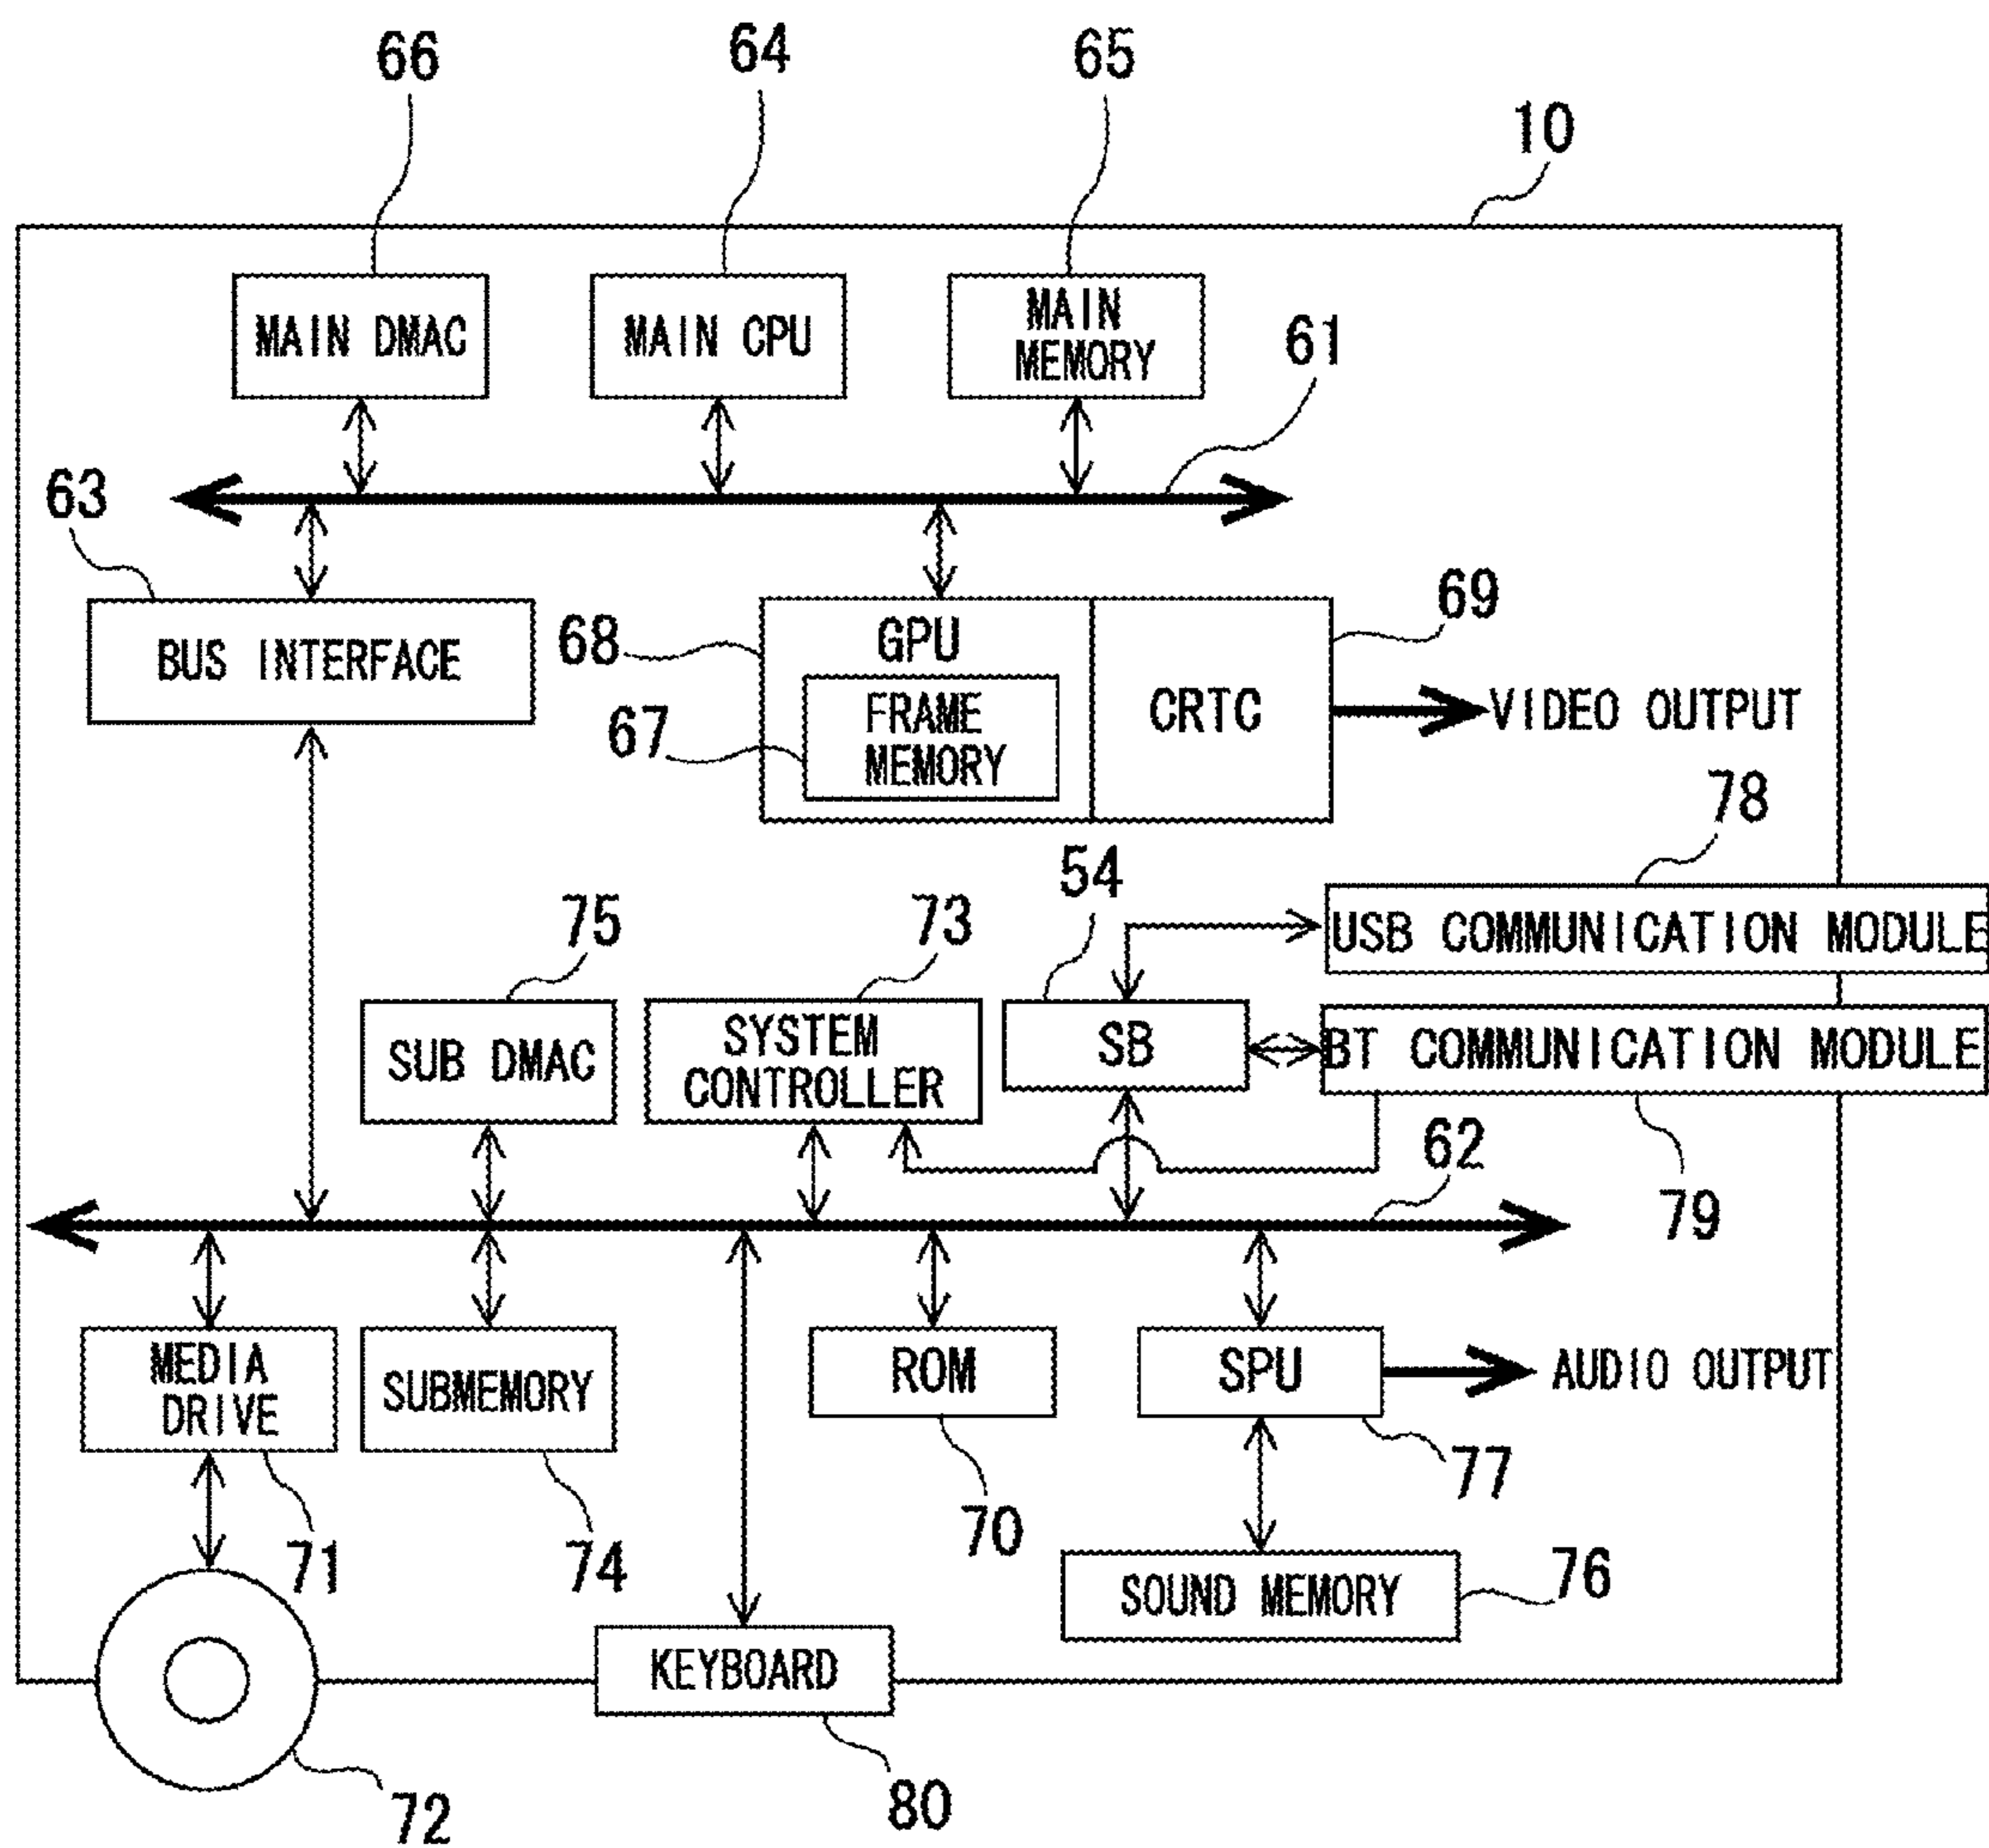 66
64
65
10
MAIN DMAC
MAIN CPU
MAIN
MEMORY
61
63
BUS INTERFACE
68
GPU
69
67
FRAME
MEMORY
CRTC
VIDEO OUTPUT
78
54
75
73
USB COMMUNICATION MODULE
SUB DMAC
SYSTEM
CONTROLLER
SB
BT COMMUNICATION MODULE
62
79
MEDIA
DRIVE
SUBMEMORY
ROM
SPU
AUDIO OUTPUT
77
71
74
70
SOUND MEMORY
76
KEYBOARD
72
80